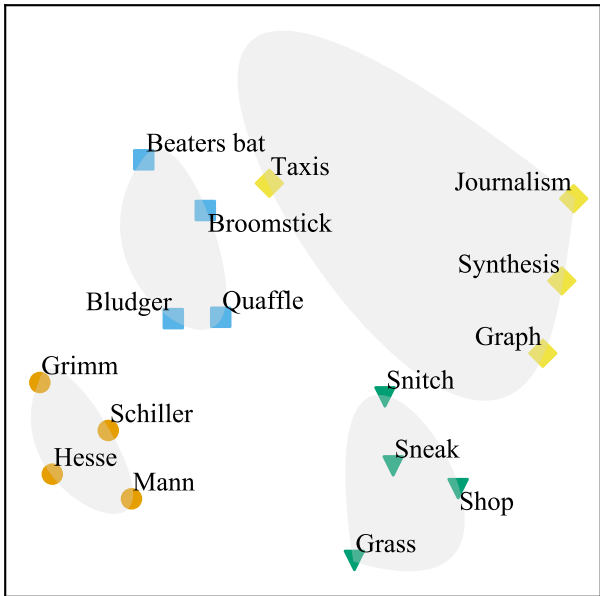 Beaters bat
Taxis
Journalism
Broomstick
Synthesis
Bludger
Quaffle
Graph
Grimm
Snitch
Schiller
Sneak
Hesse
Mann
Shop
Grass